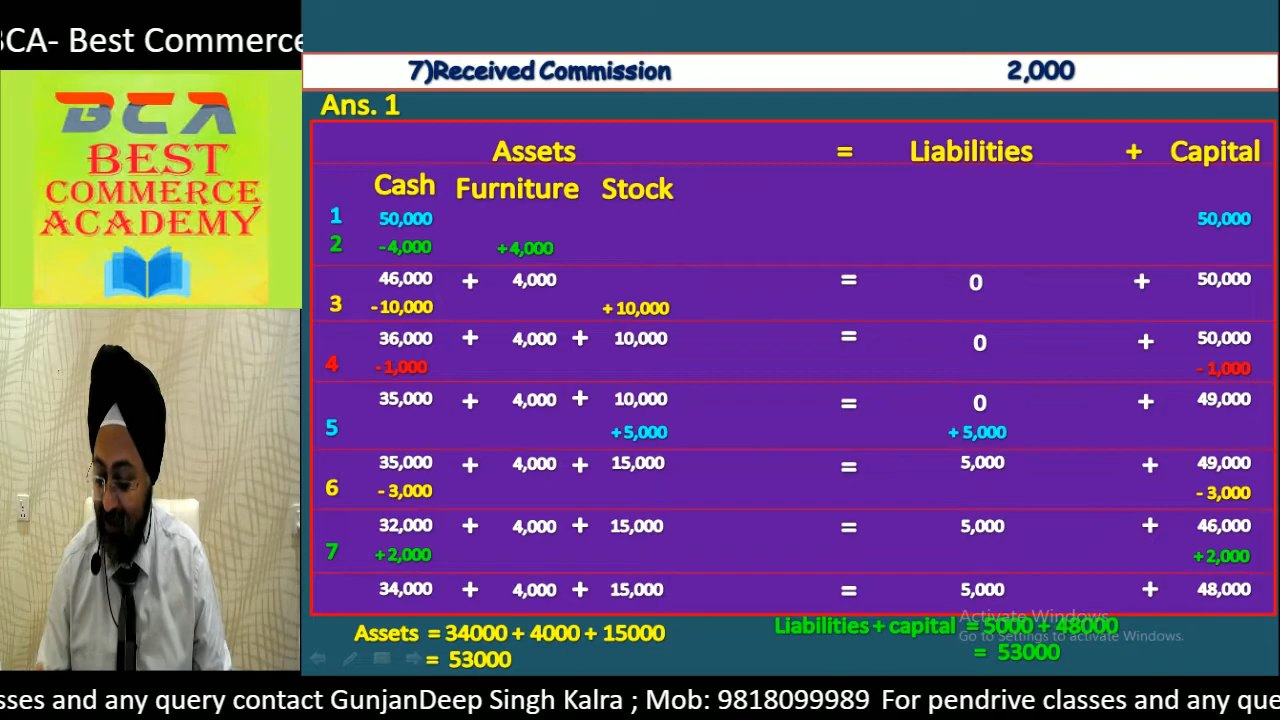 BCA- Best Commerce
BCA
BEST
COMMERCE
ACADEMY
7)Received Commission 2,000
Ans. 1
Assets = Liabilities + Capital
Cash Furniture Stock
1 50,000 50,000
2 -4,000 +4,000
46,000 + 4,000 = 0 + 50,000
3 -10,000 +10,000
36,000 + 4,000 + 10,000 = 0 + 50,000
4 -1,000 -1,000
35,000 + 4,000 + 10,000 = 0 + 49,000
5 +5,000 +5,000
35,000 + 4,000 + 15,000 = 5,000 + 49,000
6 -3,000 -3,000
32,000 + 4,000 + 15,000 = 5,000 + 46,000
7 +2,000 +2,000
34,000 + 4,000 + 15,000 = 5,000 + 48,000
Assets = 34000 + 4000 + 15000
= 53000
Liabilities + capital = 5000 + 48000
= 53000
Activate Windows
Go to Settings to activate Windows.
sses and any query contact GunjanDeep Singh Kalra ; Mob: 9818099989 For pendrive classes and any que